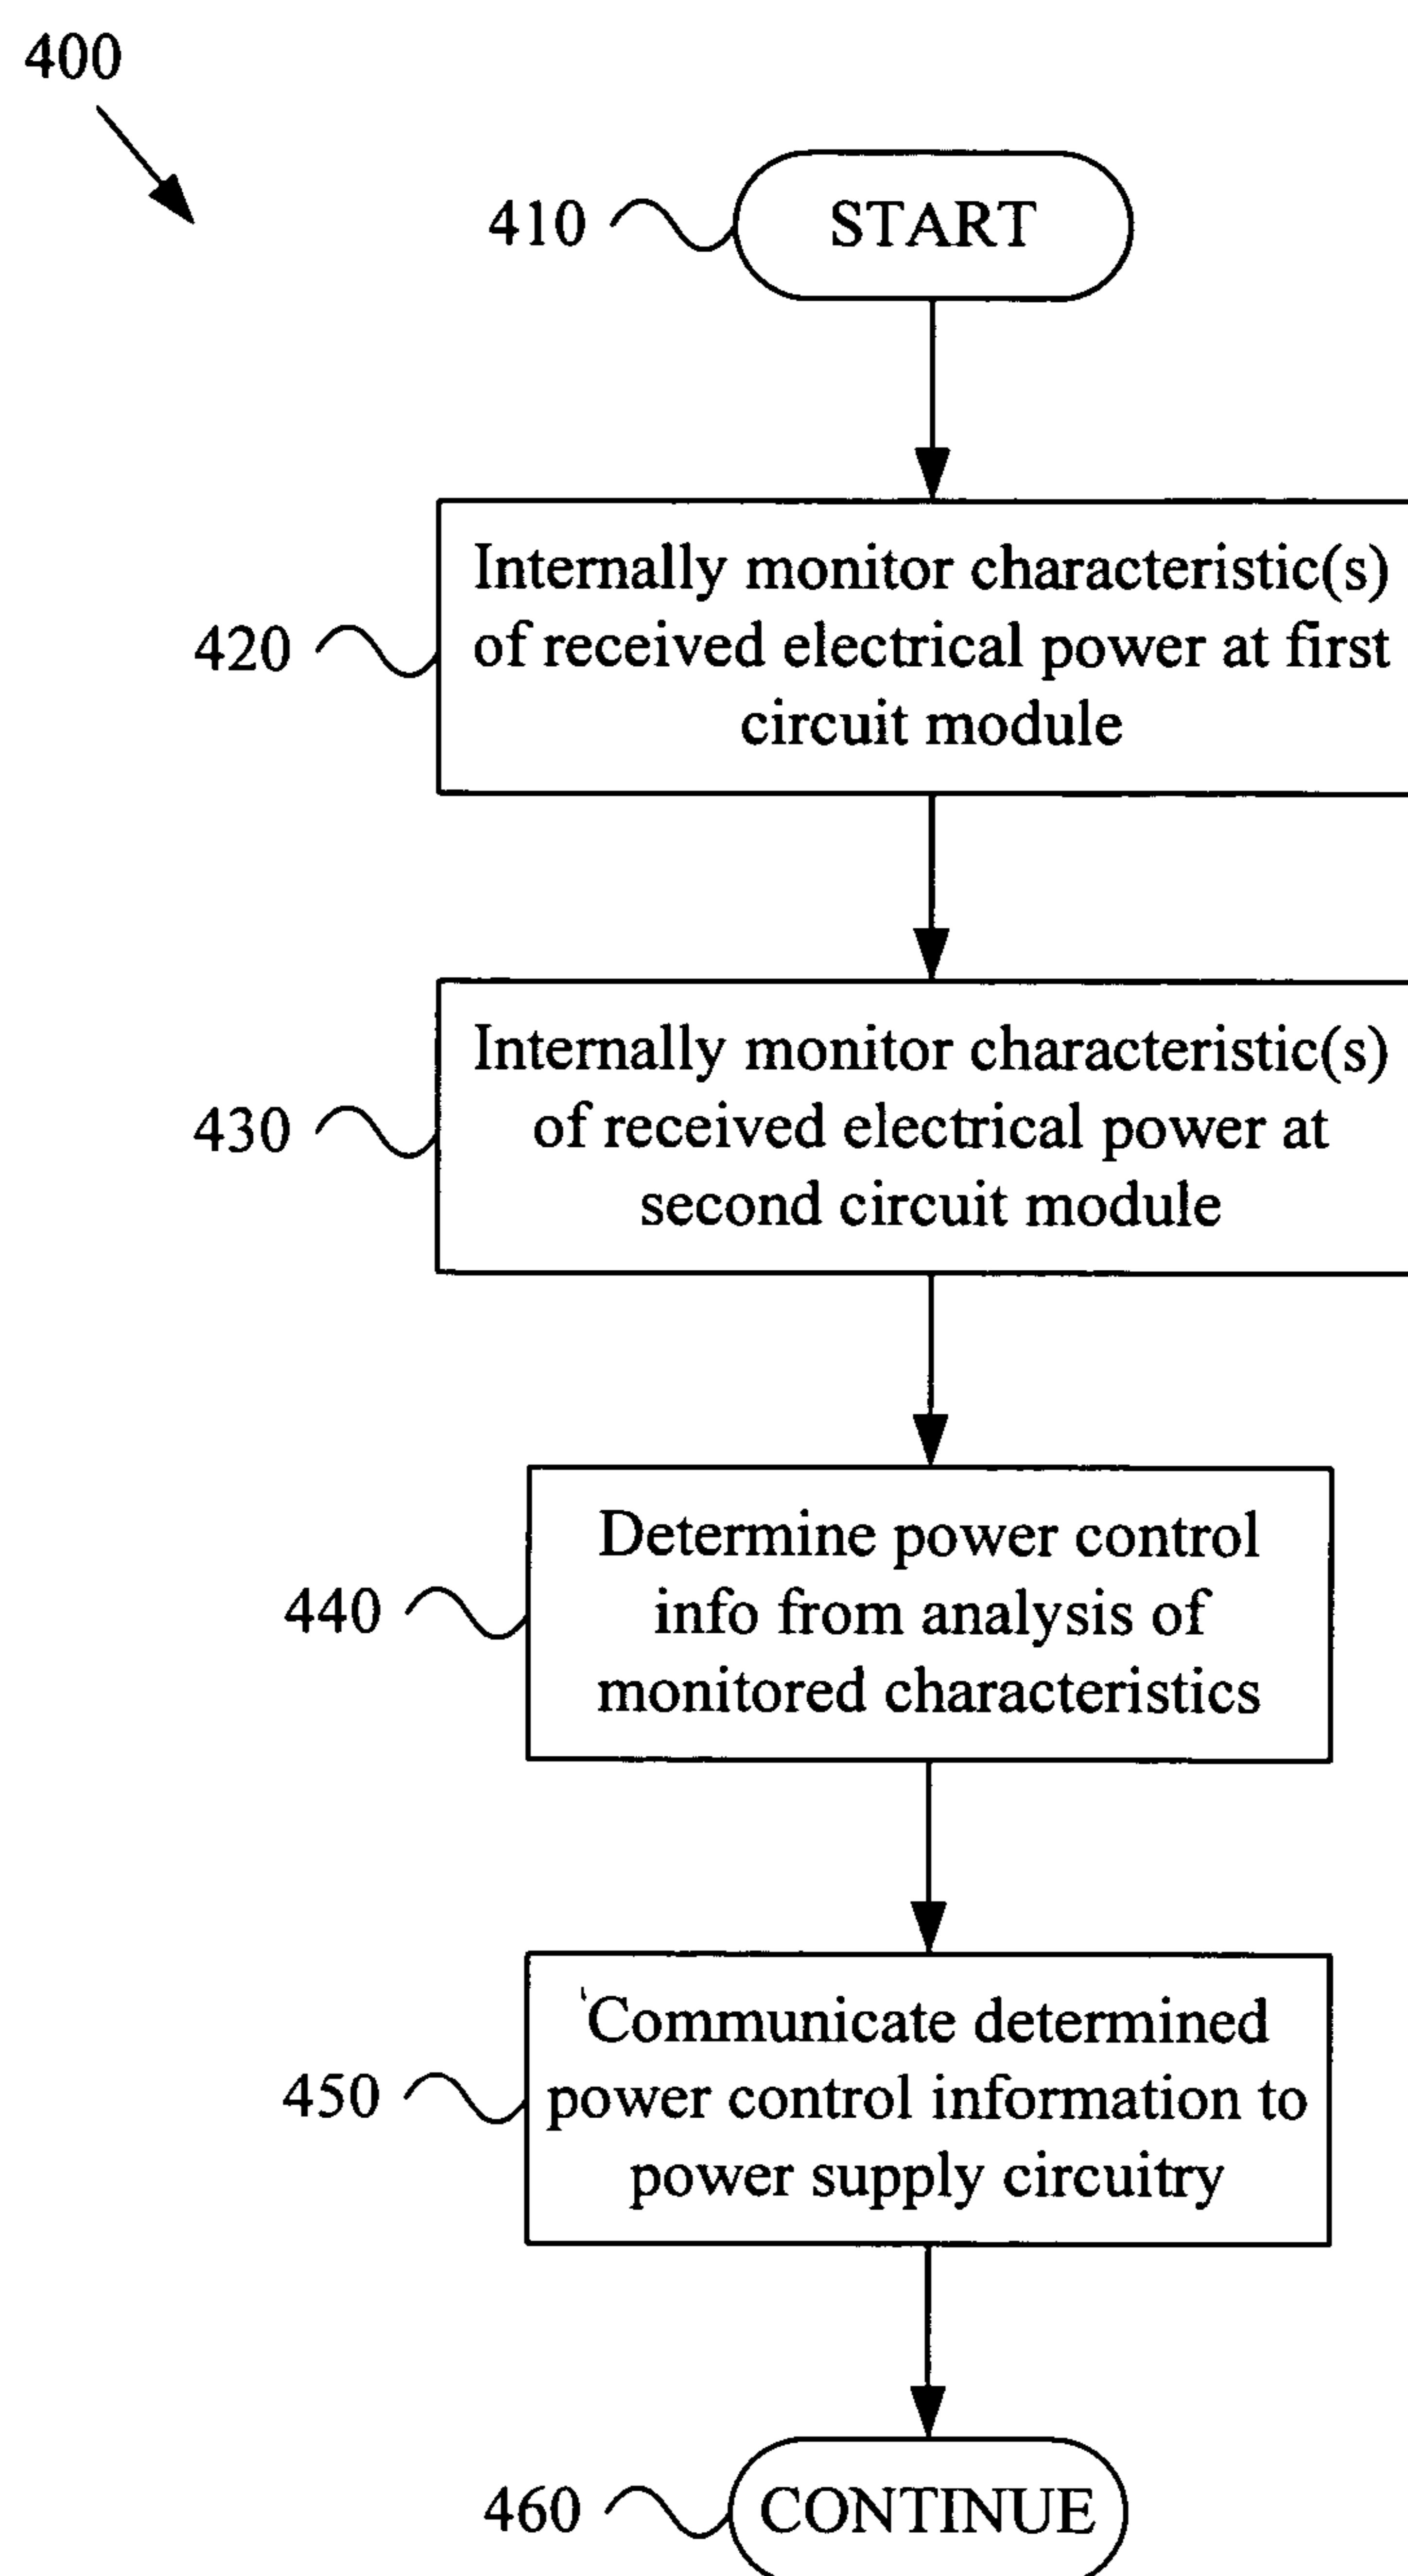 400
410
START
420
Internally monitor characteristic(s)
of received electrical power at first
circuit module
430
Internally monitor characteristic(s)
of received electrical power at
second circuit module
440
Determine power control
info from analysis of
monitored characteristics
450
Communicate determined
power control information to
power supply circuitry
460
CONTINUE